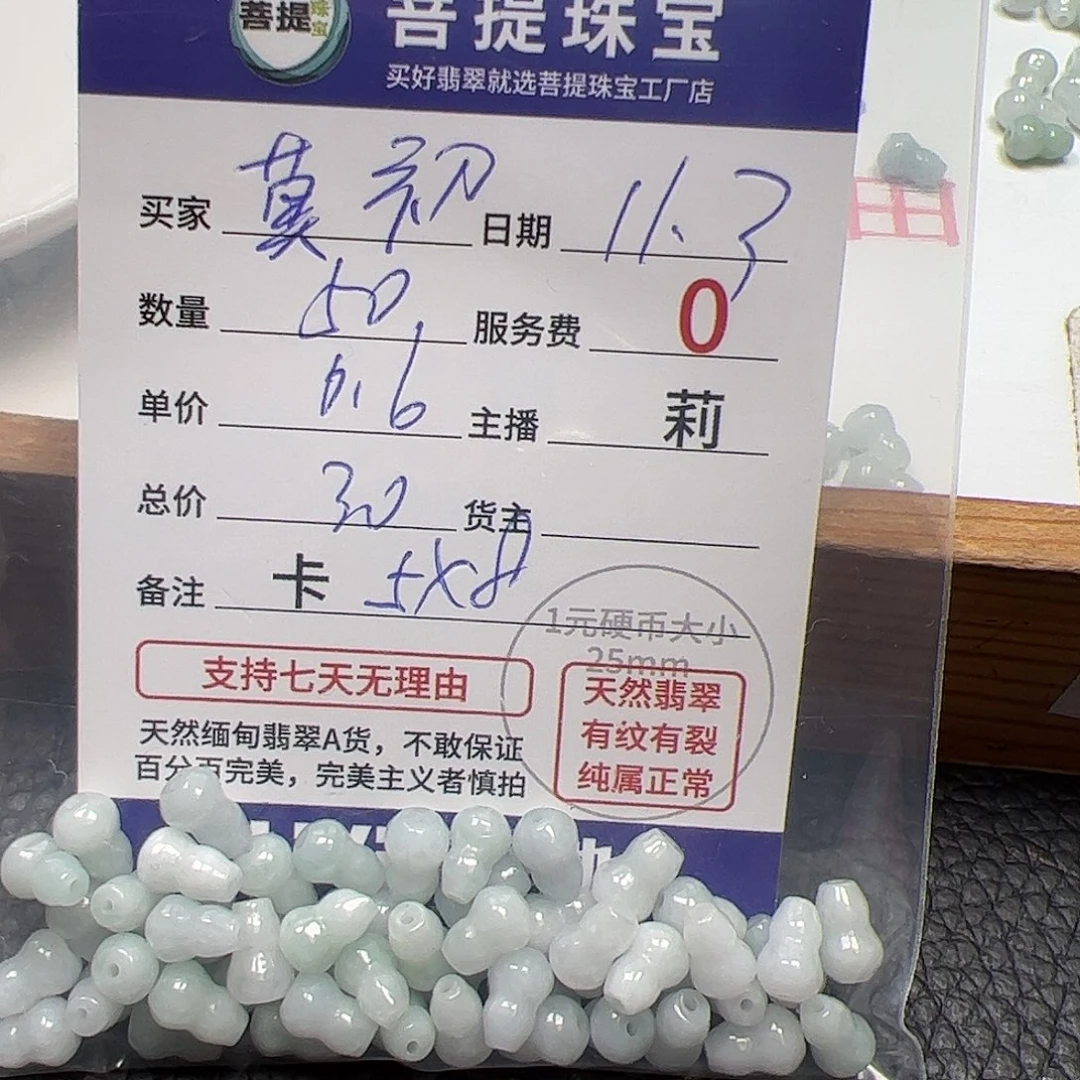 菩提珠宝
菩提珠宝
买好翡翠就选菩提珠宝工厂店
买家 莫初 日期 11.3
数量 50 服务费 0
单价 0.6 主播 莉
总价 30 货主
备注 卡 5X8
1元硬币大小
25mm
支持七天无理由
天然翡翠
有纹有裂
纯属正常
天然缅甸翡翠A货，不敢保证
百分百完美，完美主义者慎拍